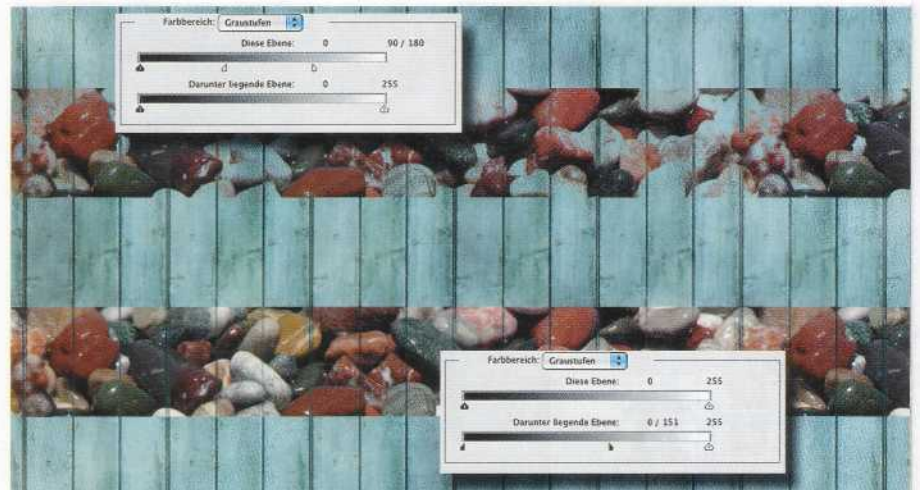 Farbbereich: Graustufen
Diese Ebene: 0 90 / 180
Darunter liegende Ebene: 0 255
Farbbereich: Graustufen
Diese Ebene: 0 255
Darunter liegende Ebene: 0 / 151 255